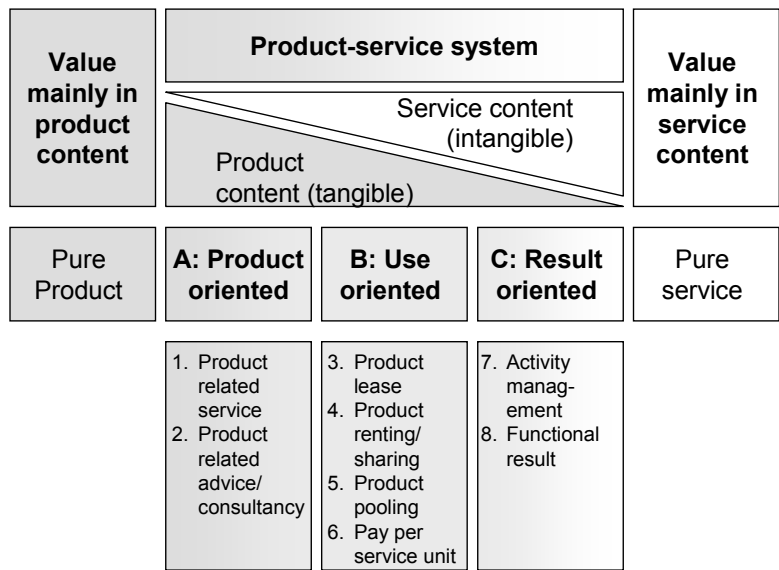 Value
mainly in
product
content
Product-service system
Service content
(intangible)
Product
content (tangible)
Value
mainly in
service
content
Pure
Product
A: Product
oriented
B: Use
oriented
C: Result
oriented
Pure
service
1. Product
related
service
2. Product
related
advice/
consultancy
3. Product
lease
4. Product
renting/
sharing
5. Product
pooling
6. Pay per
service unit
7. Activity
manag-
ement
8. Functional
result